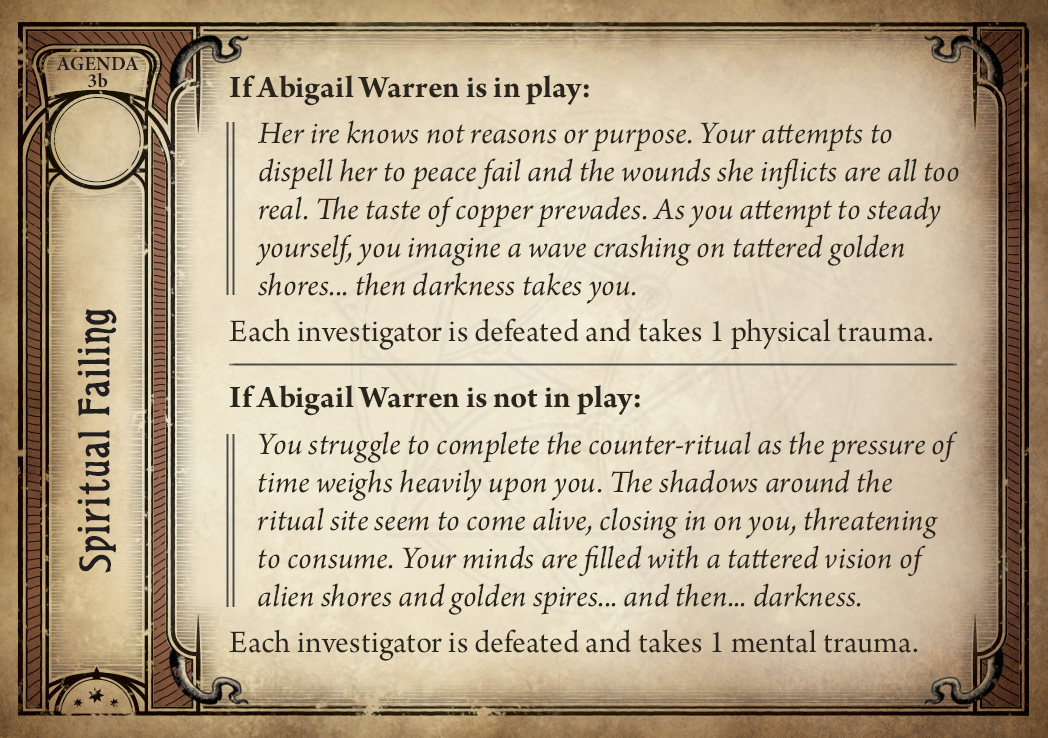 AGENDA
3b
Spiritual Failing
If Abigail Warren is in play:
Her ire knows not reasons or purpose. Your attempts to
dispell her to peace fail and the wounds she inflicts are all too
real. The taste of copper prevades. As you attempt to steady
yourself, you imagine a wave crashing on tattered golden
shores... then darkness takes you.
Each investigator is defeated and takes 1 physical trauma.
If Abigail Warren is not in play:
You struggle to complete the counter-ritual as the pressure of
time weighs heavily upon you. The shadows around the
ritual site seem to come alive, closing in on you, threatening
to consume. Your minds are filled with a tattered vision of
alien shores and golden spires... and then... darkness.
Each investigator is defeated and takes 1 mental trauma.